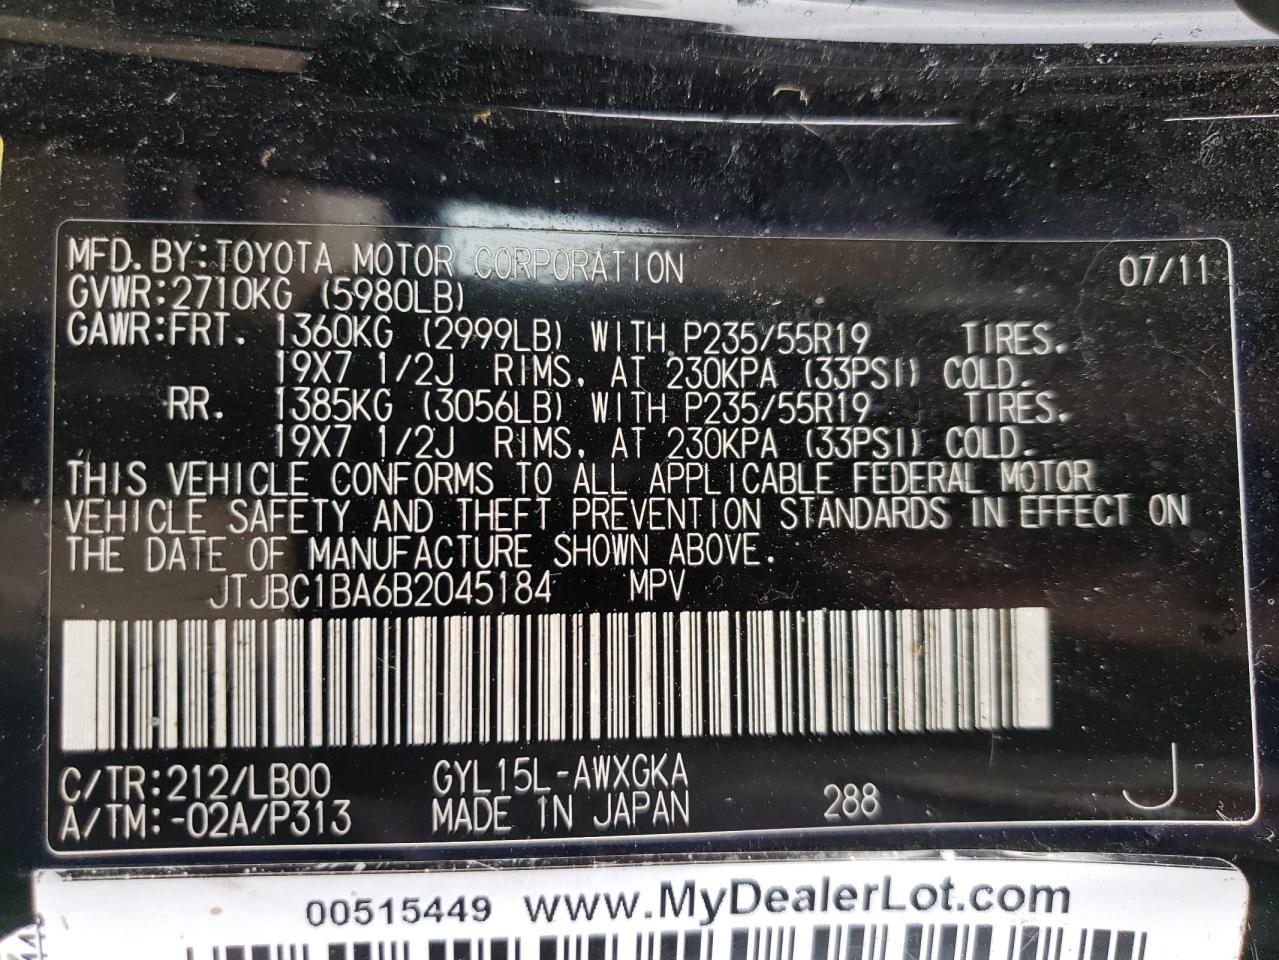 MFD. BY: TOYOTA MOTOR CORPORATION 07/11
GVWR: 2710KG (5980LB)
GAWR: FRT. 1360KG (2999LB) WITH P235/55R19 TIRES.
19X7 1/2J RIMS, AT 230KPA (33PSI) COLD.
RR. 1385KG (3056LB) WITH P235/55R19 TIRES.
19X7 1/2J RIMS, AT 230KPA (33PSI) COLD.
THIS VEHICLE CONFORMS TO ALL APPLICABLE FEDERAL MOTOR
VEHICLE SAFETY AND THEFT PREVENTION STANDARDS IN EFFECT ON
THE DATE OF MANUFACTURE SHOWN ABOVE.
JTJBC1BA6B2045184 MPV
C/TR: 212/LB00 GYL15L-AWXGKA
A/TM: -02A/P313 MADE IN JAPAN 288 J
00515449 www.MyDealerLot.com